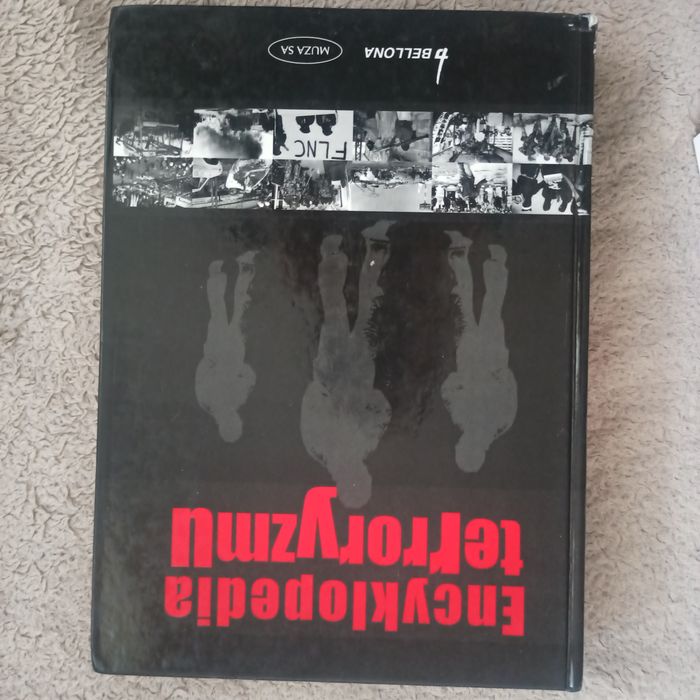 Encyklopedia
terroryzmu
FLNC
BELLONA
MUZA SA